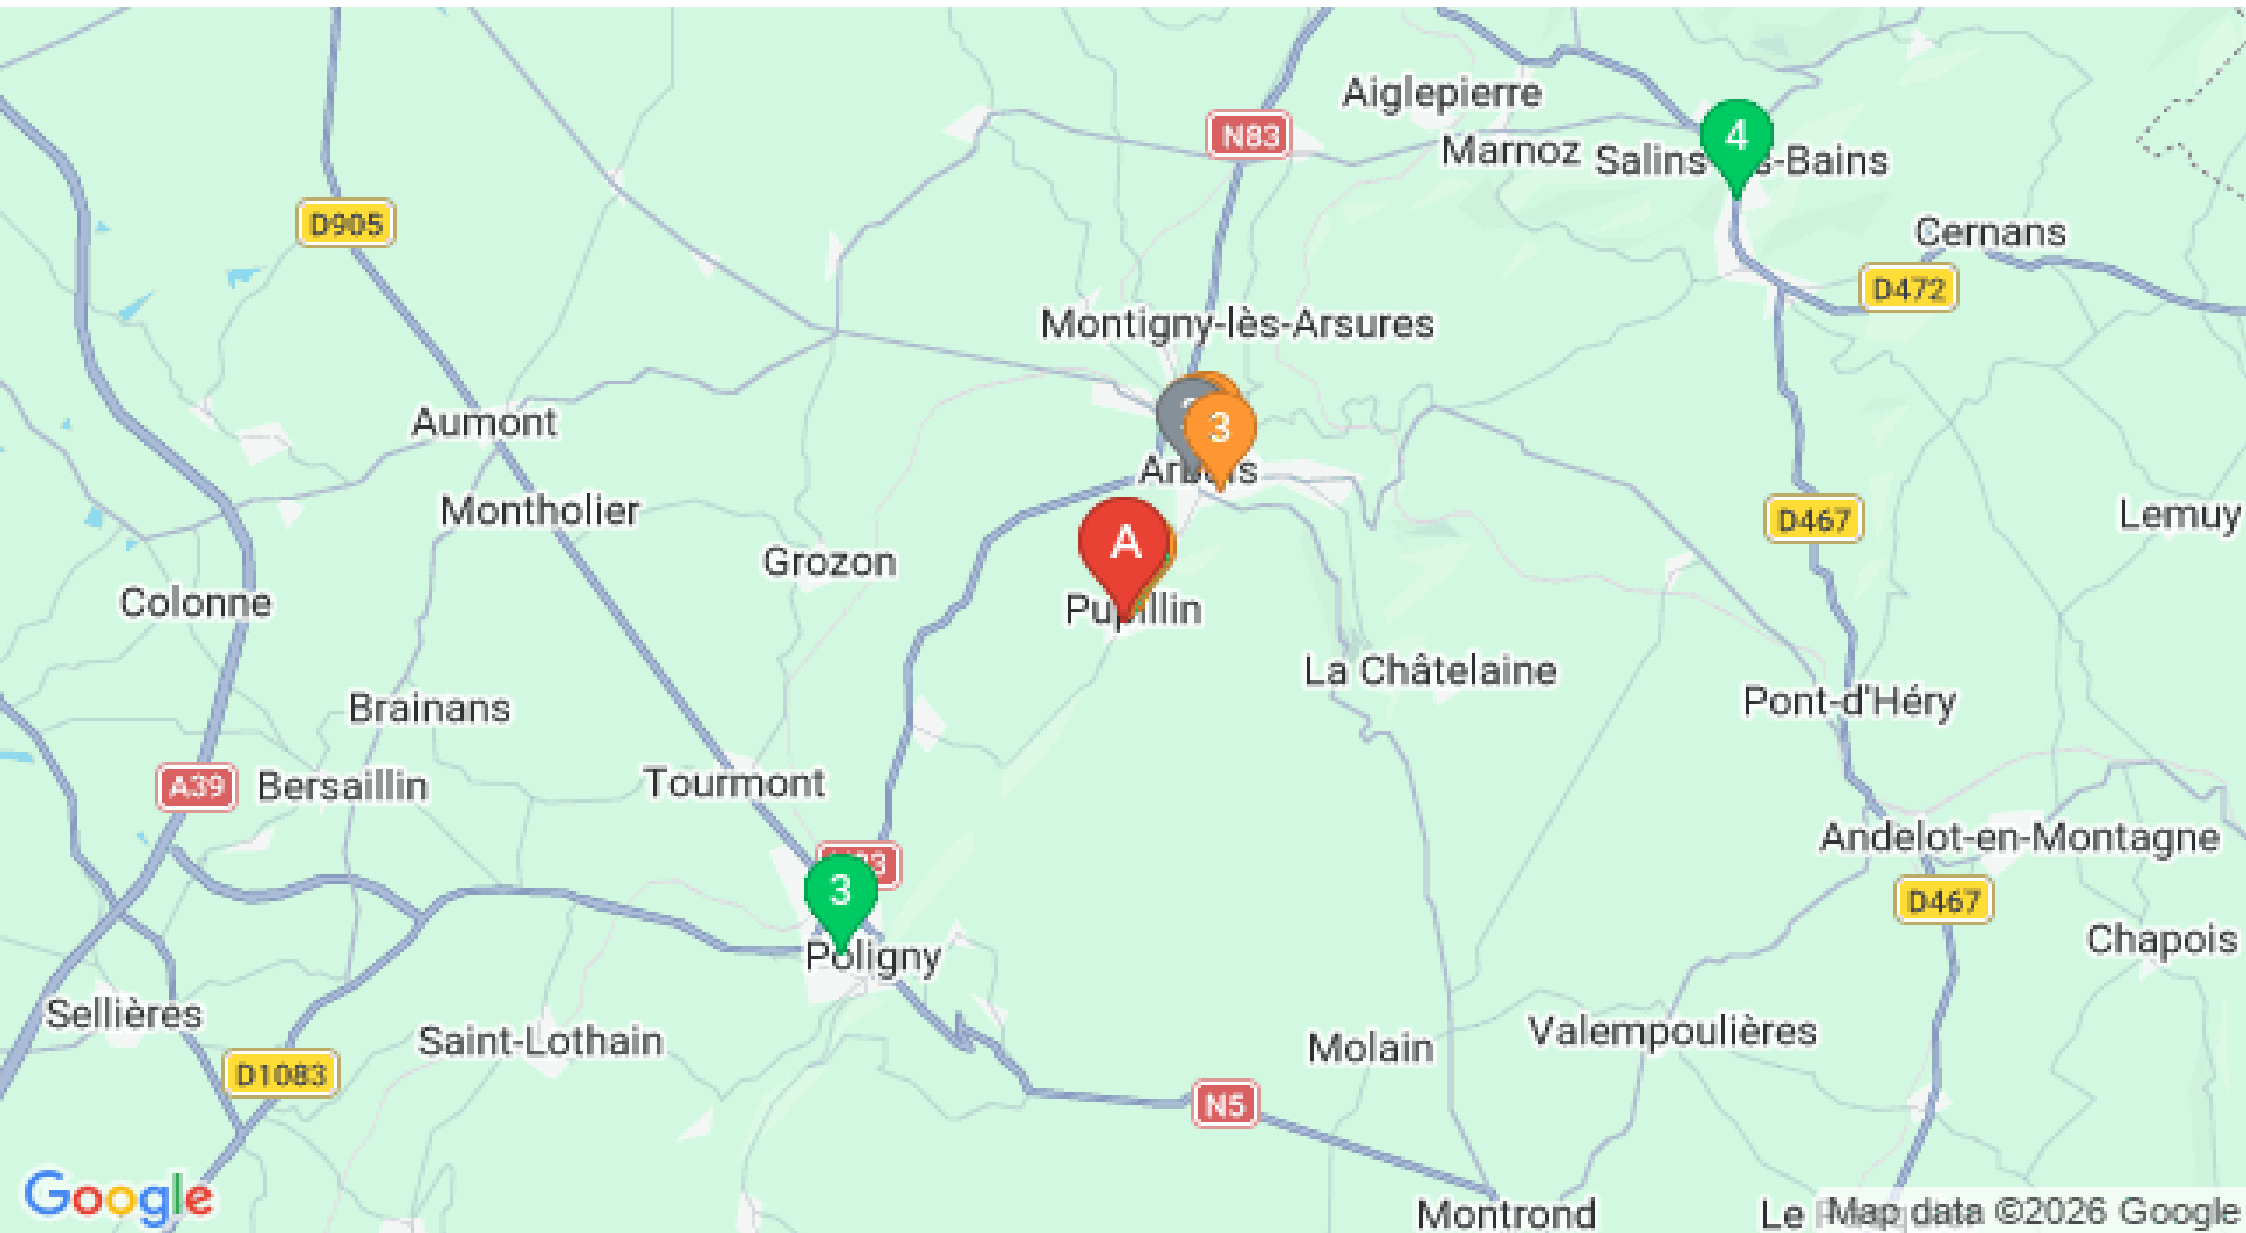 Aiglepierre
N83
4
Marnoz
Salins-
s-Bains
D905
Cernans
D472
Montigny-lès-Arsures
Aumont
3
Montholier
D467
Lemuy
A
Grozon
Colonne
Pupillin
La Châtelaine
Pont-d'Héry
Brainans
Tourmont
A39
Bersaillin
Andelot-en-Montagne
3
D467
Chapois
Poligny
Sellières
Saint-Lothain
Molain
Valempoulières
D1083
N5
Google
Montrond
Le
Map data ©2026 Google